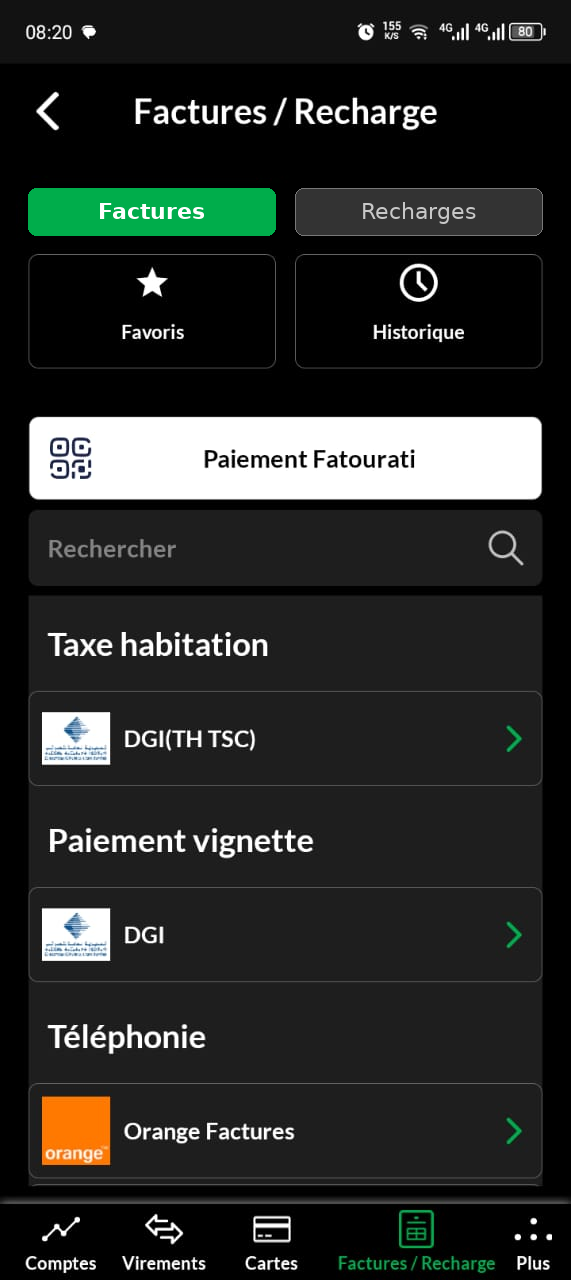 08:20
155
K/S
4G
4G
80
Factures / Recharge
Factures
Recharges
Favoris
Historique
Paiement Fatourati
Rechercher
Taxe habitation
DGI(TH TSC)
Paiement vignette
DGI
Téléphonie
orange™
Orange Factures
Comptes
Virements
Cartes
Factures / Recharge
Plus